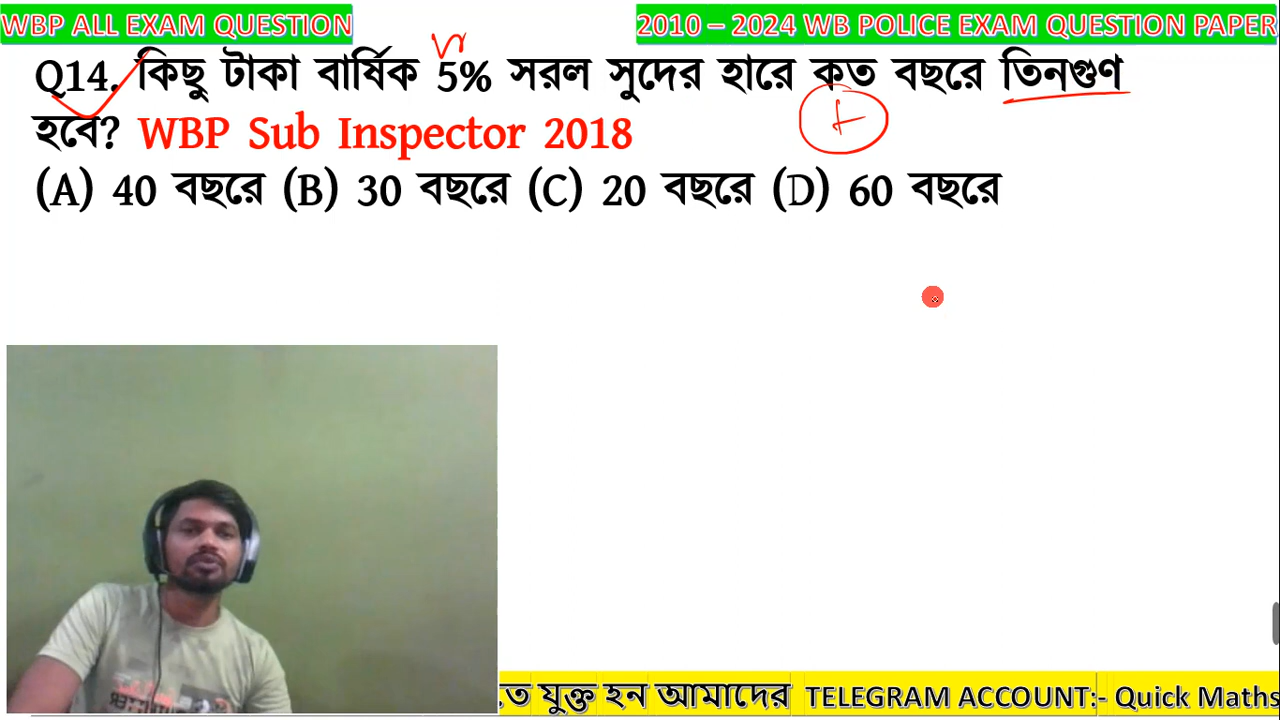 WBP ALL EXAM QUESTION
2010 – 2024 WB POLICE EXAM QUESTION PAPER
Q14. কিছু টাকা বার্ষিক 5% সরল সুদের হারে কত বছরে তিনগুণ
হবে? WBP Sub Inspector 2018
(A) 40 বছরে (B) 30 বছরে (C) 20 বছরে (D) 60 বছরে
যুক্ত হন আমাদের TELEGRAM ACCOUNT:- Quick Maths